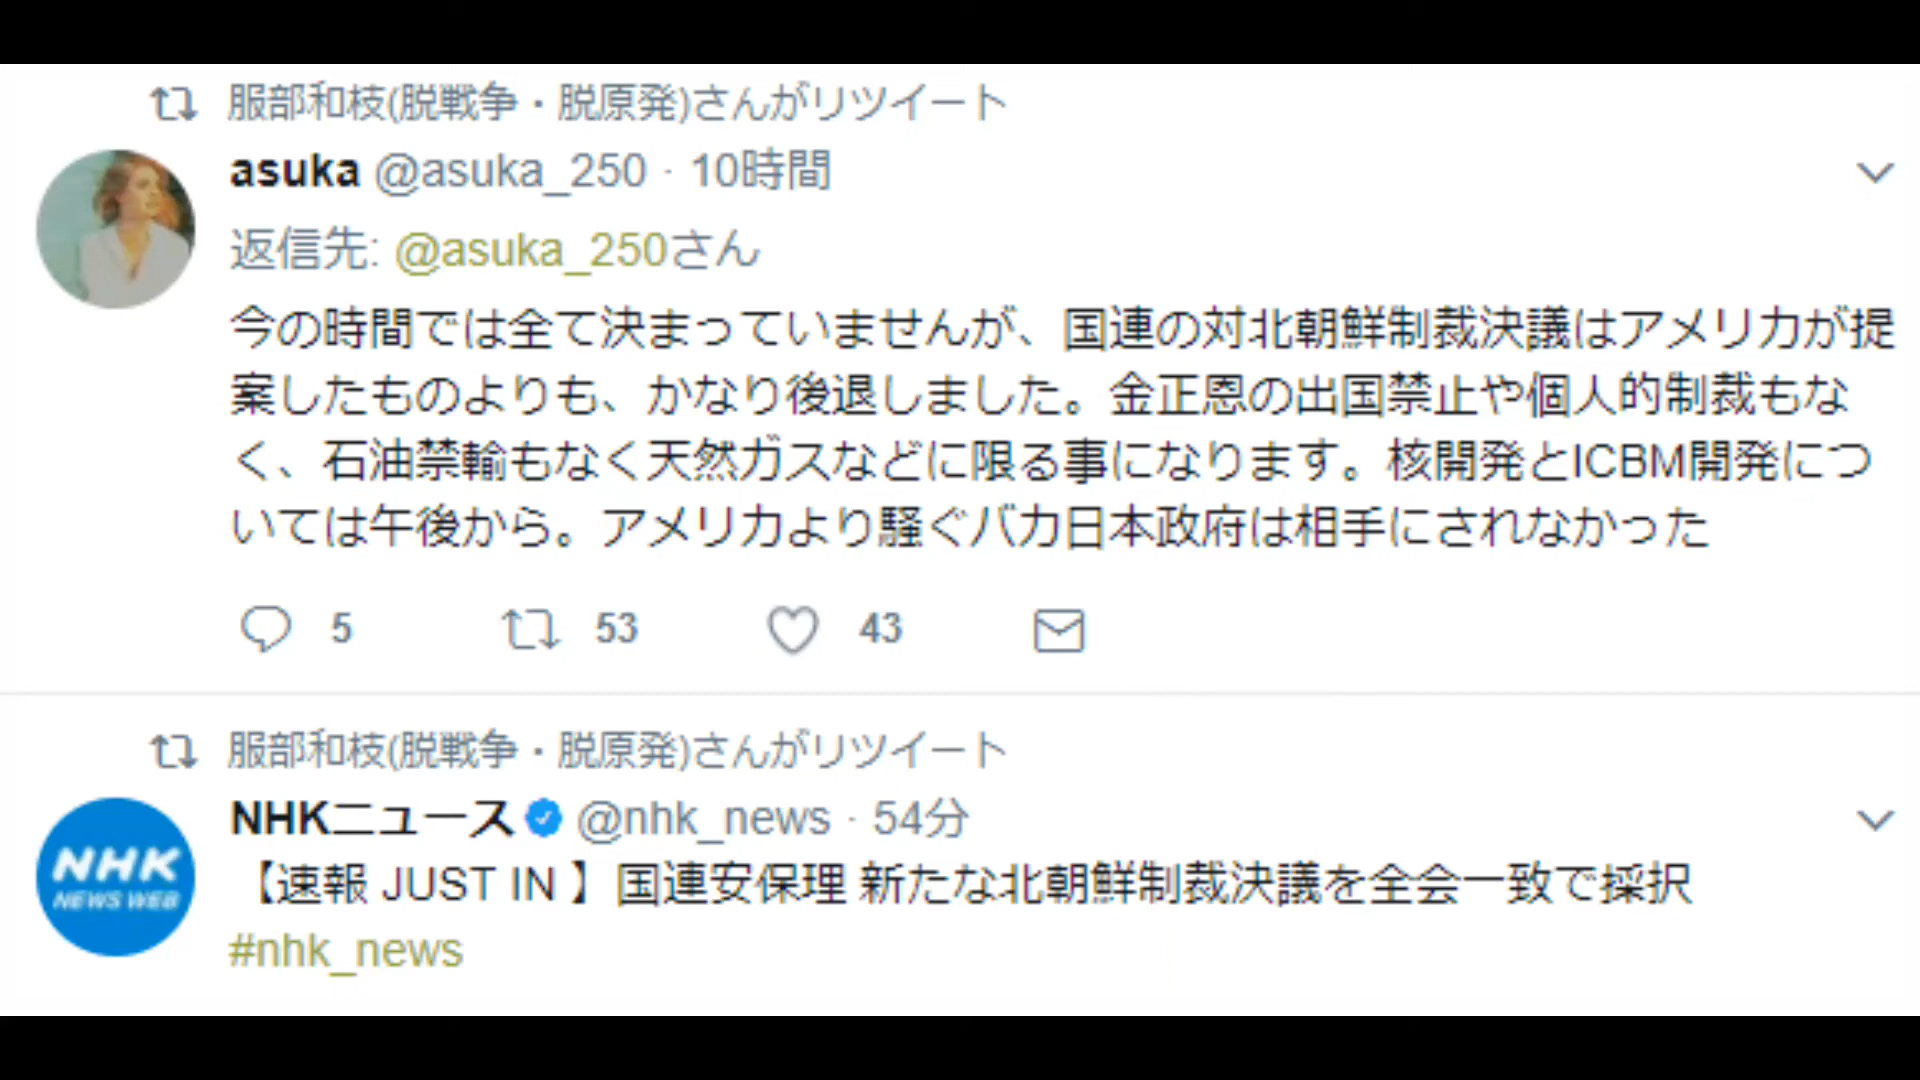 服部和枝(脱戦争・脱原発)さんがリツイート
asuka @asuka_250 · 10時間
返信先: @asuka_250さん
今の時間では全て決まっていませんが、国連の対北朝鮮制裁決議はアメリカが提
案したものよりも、かなり後退しました。金正恩の出国禁止や個人的制裁もな
く、石油禁輸もなく天然ガスなどに限る事になります。核開発とICBM開発につ
いては午後から。アメリカより騒ぐバカ日本政府は相手にされなかった
5 53 43
服部和枝(脱戦争・脱原発)さんがリツイート
NHKニュース @nhk_news · 54分
NHK
NEWS WEB
【速報 JUST IN 】国連安保理 新たな北朝鮮制裁決議を全会一致で採択
#nhk_news